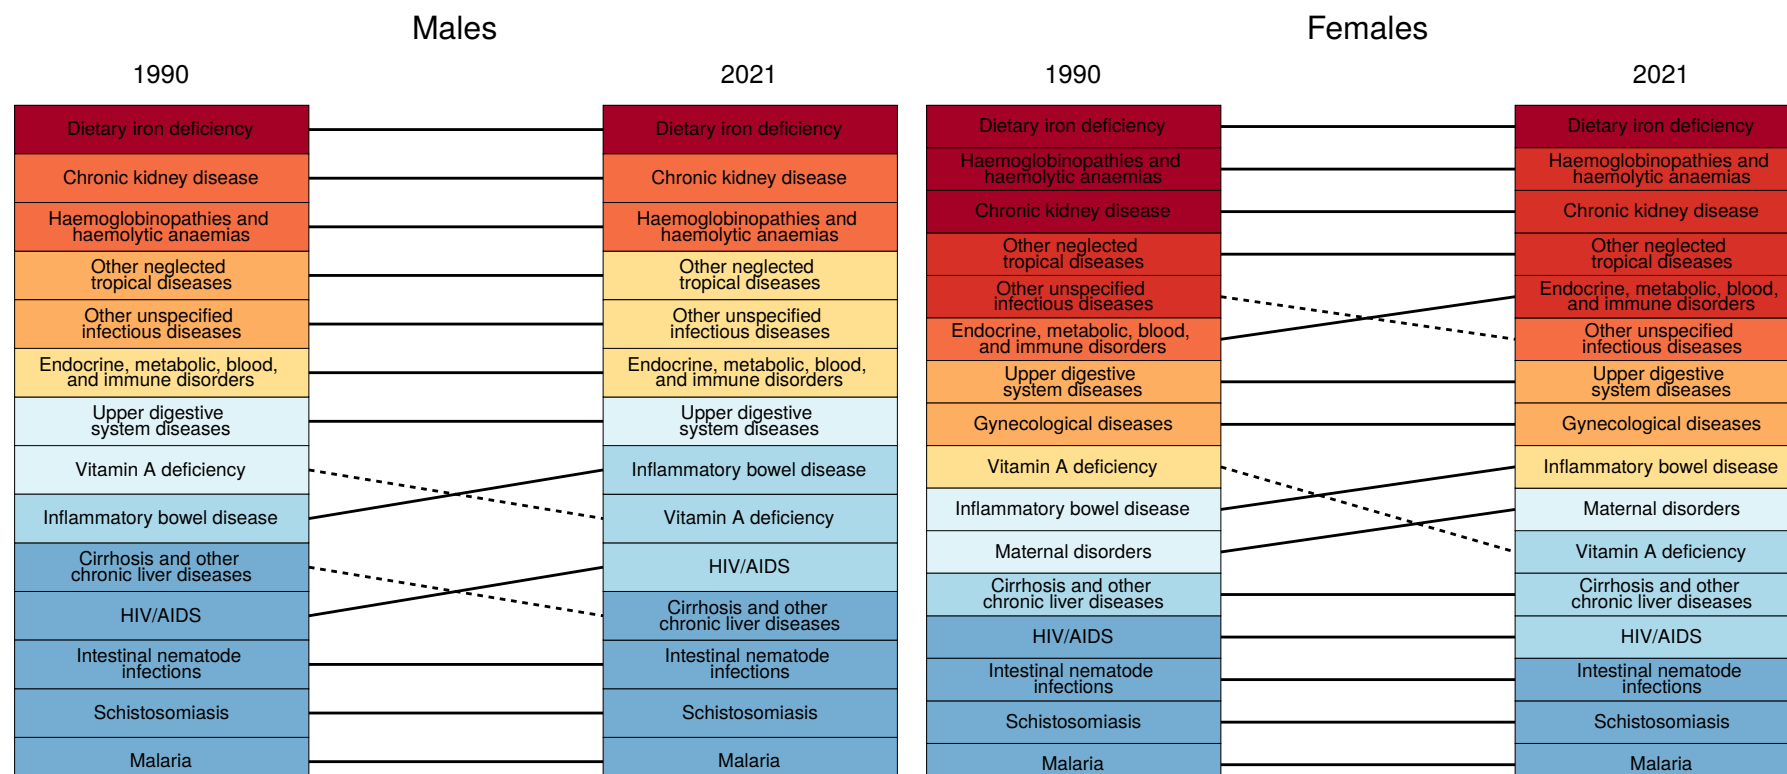 Males
1990
2021
Dietary iron deficiency
Chronic kidney disease
Haemoglobinopathies and
haemolytic anaemias
Other neglected
tropical diseases
Other unspecified
infectious diseases
Endocrine, metabolic, blood,
and immune disorders
Upper digestive
system diseases
Vitamin A deficiency
Inflammatory bowel disease
Cirrhosis and other
chronic liver diseases
HIV/AIDS
Intestinal nematode
infections
Schistosomiasis
Malaria
Dietary iron deficiency
Chronic kidney disease
Haemoglobinopathies and
haemolytic anaemias
Other neglected
tropical diseases
Other unspecified
infectious diseases
Endocrine, metabolic, blood,
and immune disorders
Upper digestive
system diseases
Inflammatory bowel disease
Vitamin A deficiency
HIV/AIDS
Cirrhosis and other
chronic liver diseases
Intestinal nematode
infections
Schistosomiasis
Malaria
Females
1990
2021
Dietary iron deficiency
Haemoglobinopathies and
haemolytic anaemias
Chronic kidney disease
Other neglected
tropical diseases
Other unspecified
infectious diseases
Endocrine, metabolic, blood,
and immune disorders
Upper digestive
system diseases
Gynecological diseases
Vitamin A deficiency
Inflammatory bowel disease
Maternal disorders
Cirrhosis and other
chronic liver diseases
HIV/AIDS
Intestinal nematode
infections
Schistosomiasis
Malaria
Dietary iron deficiency
Haemoglobinopathies and
haemolytic anaemias
Chronic kidney disease
Other neglected
tropical diseases
Endocrine, metabolic, blood,
and immune disorders
Other unspecified
infectious diseases
Upper digestive
system diseases
Gynecological diseases
Inflammatory bowel disease
Maternal disorders
Vitamin A deficiency
Cirrhosis and other
chronic liver diseases
HIV/AIDS
Intestinal nematode
infections
Schistosomiasis
Malaria